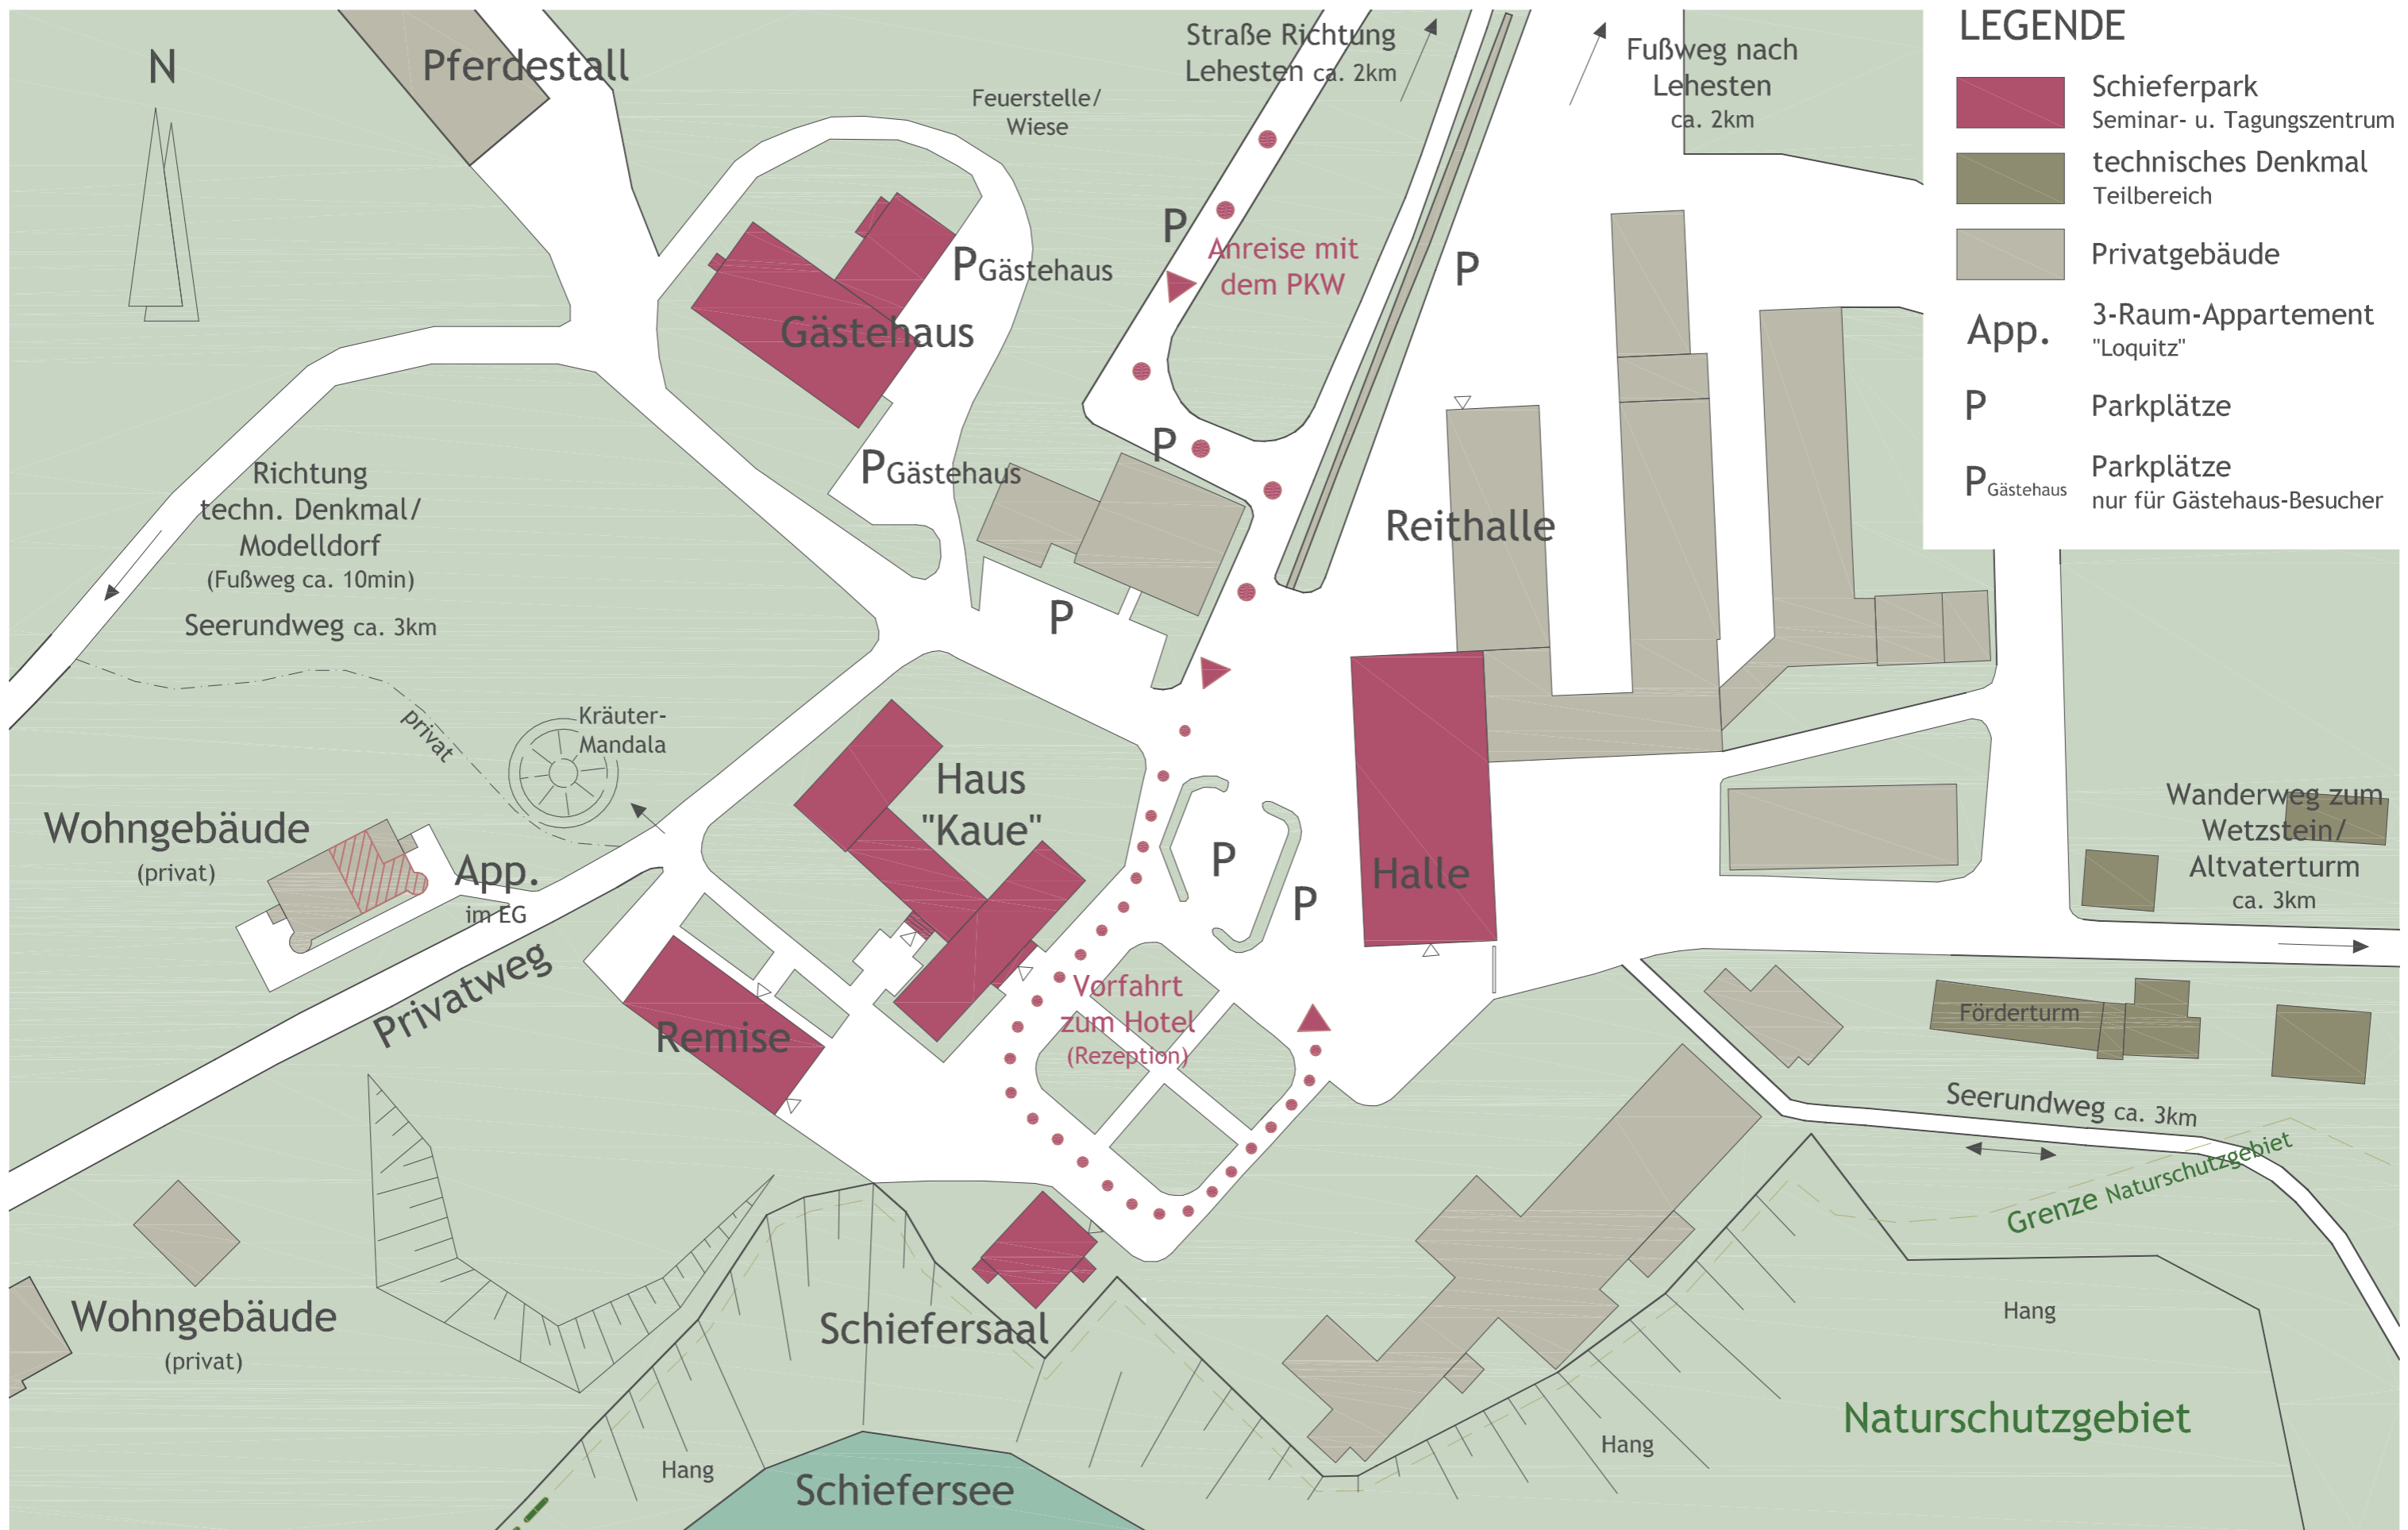 N
Pferdestall
Feuerstelle/
Wiese
Straße Richtung
Lehesten ca. 2km
Fußweg nach
Lehesten
ca. 2km
LEGENDE
Schieferpark
Seminar- u. Tagungszentrum
technisches Denkmal
Teilbereich
Privatgebäude
App.
3-Raum-Appartement
"Loquitz"
P
Parkplätze
PGästehaus
Parkplätze
nur für Gästehaus-Besucher
P
Anreise mit
dem PKW
P
PGästehaus
Gästehaus
P
PGästehaus
Reithalle
Richtung
techn. Denkmal/
Modelldorf
(Fußweg ca. 10min)
Seerundweg ca. 3km
P
privat
Kräuter-
Mandala
Haus
"Kaue"
Wohngebäude
(privat)
App.
im EG
P
P
Halle
Wanderweg zum
Wetzstein/
Altvaterturm
ca. 3km
Privatweg
Remise
Vorfahrt
zum Hotel
(Rezeption)
Förderturm
Seerundweg ca. 3km
Grenze Naturschutzgebiet
Wohngebäude
(privat)
Schiefersaal
Hang
Naturschutzgebiet
Hang
Hang
Schiefersee